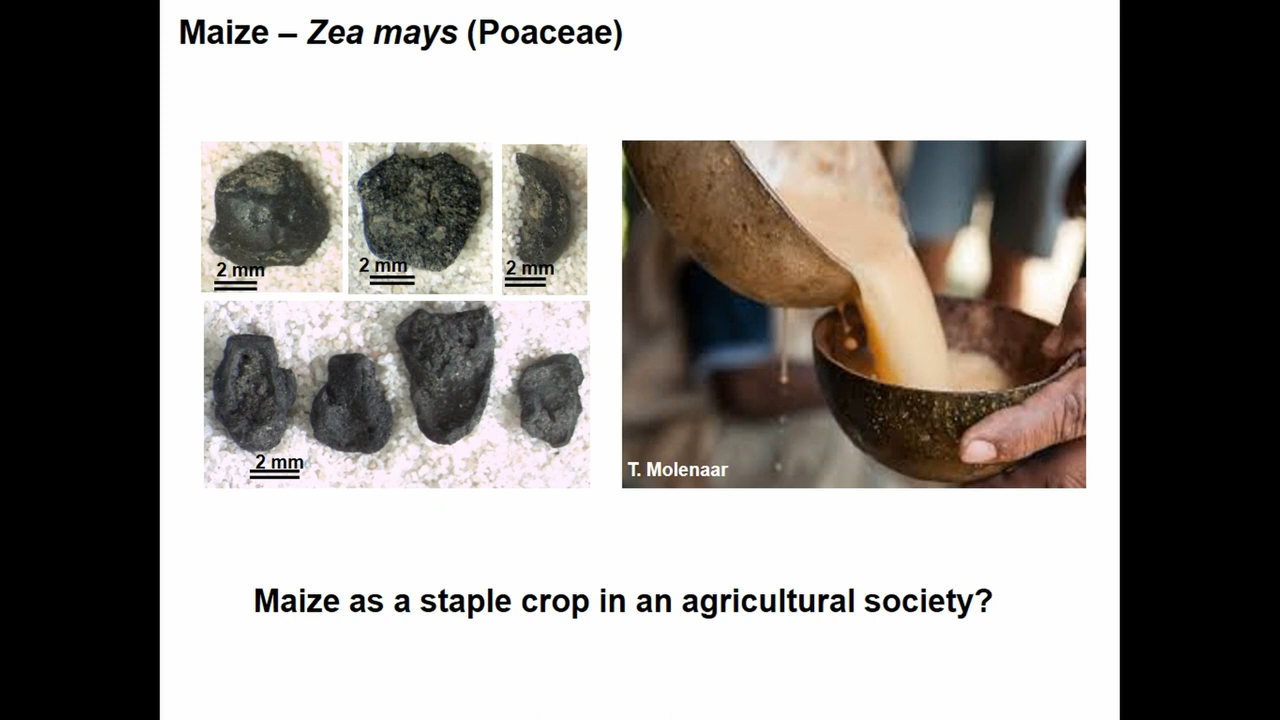 Maize – Zea mays (Poaceae)
2 mm
2 mm
2 mm
2 mm
T. Molenaar
Maize as a staple crop in an agricultural society?